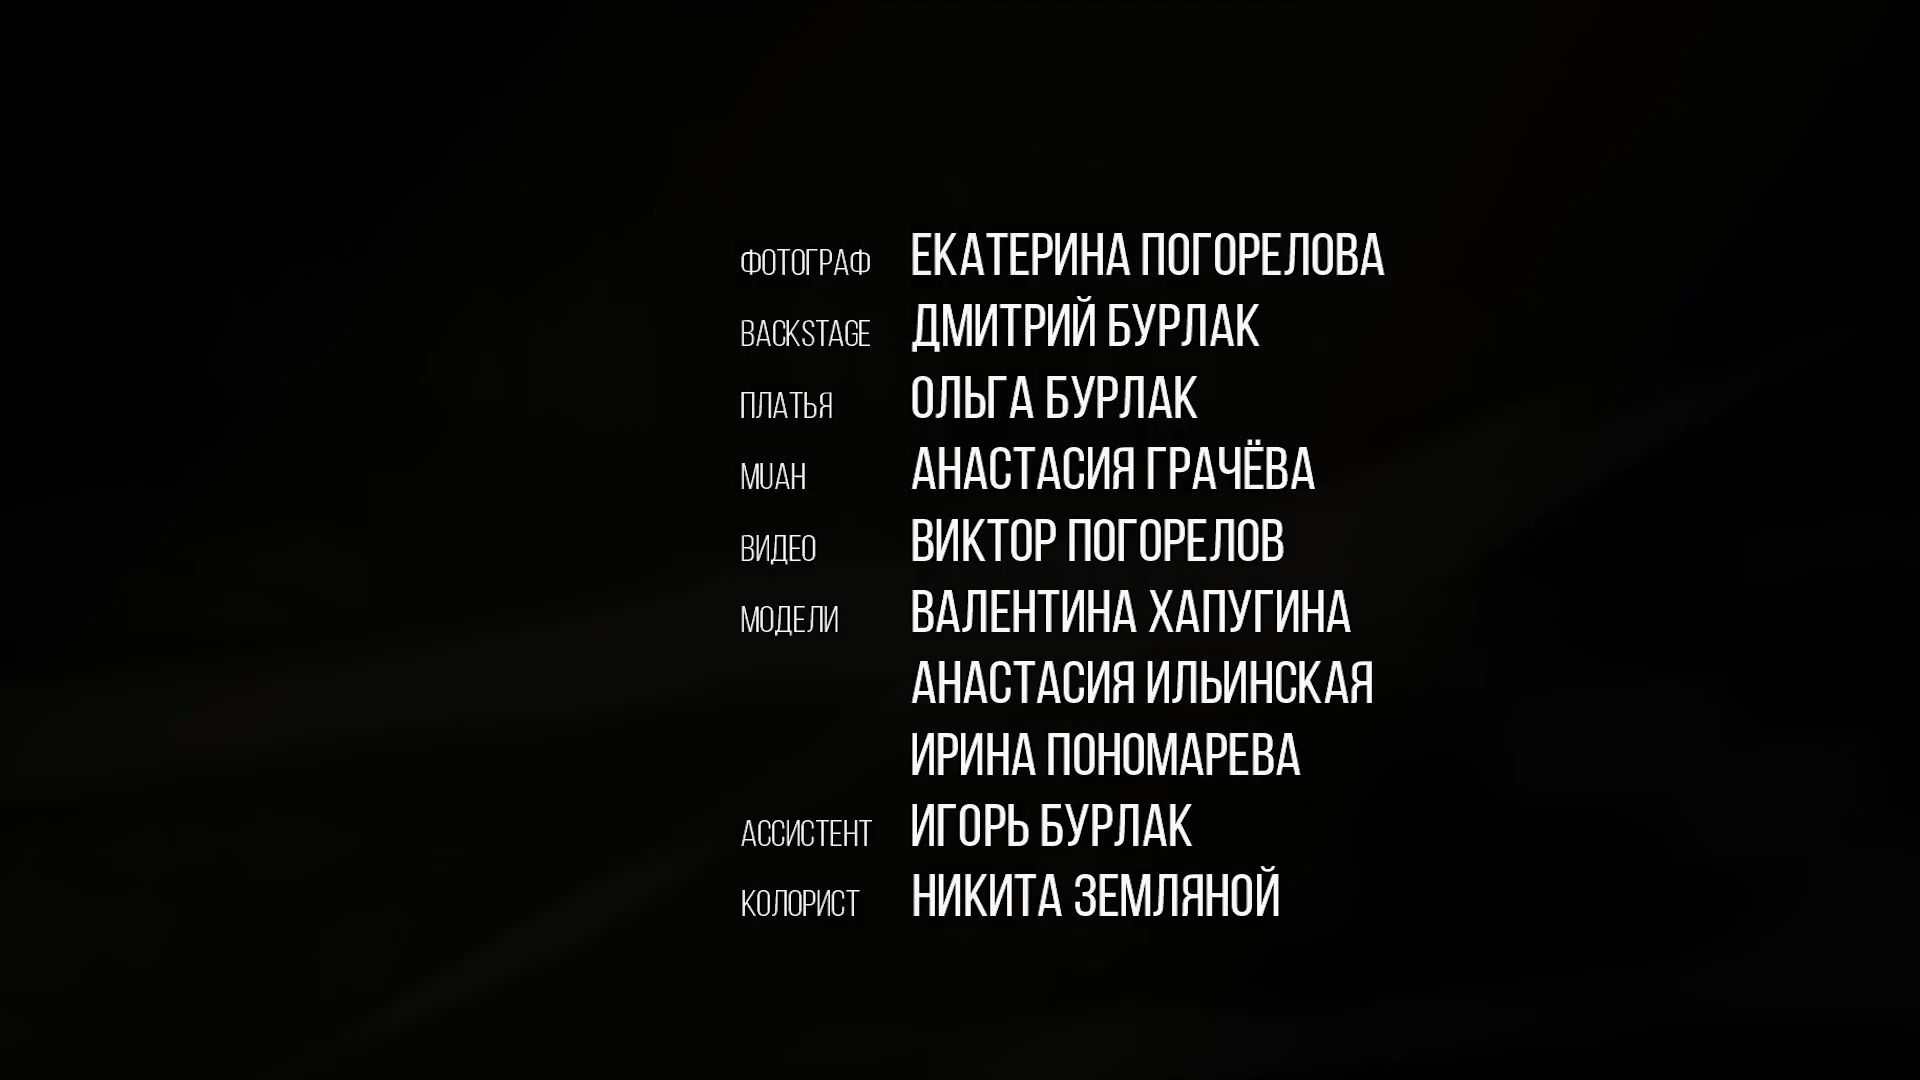 ФОТОГРАФ ЕКАТЕРИНА ПОГОРЕЛОВА
BACKSTAGE ДМИТРИЙ БУРЛАК
ПЛАТЬЯ ОЛЬГА БУРЛАК
MUAH АНАСТАСИЯ ГРАЧЁВА
ВИДЕО ВИКТОР ПОГОРЕЛОВ
МОДЕЛИ ВАЛЕНТИНА ХАПУГИНА
АНАСТАСИЯ ИЛЬИНСКАЯ
ИРИНА ПОНОМАРЕВА
АССИСТЕНТ ИГОРЬ БУРЛАК
КОЛОРИСТ НИКИТА ЗЕМЛЯНОЙ